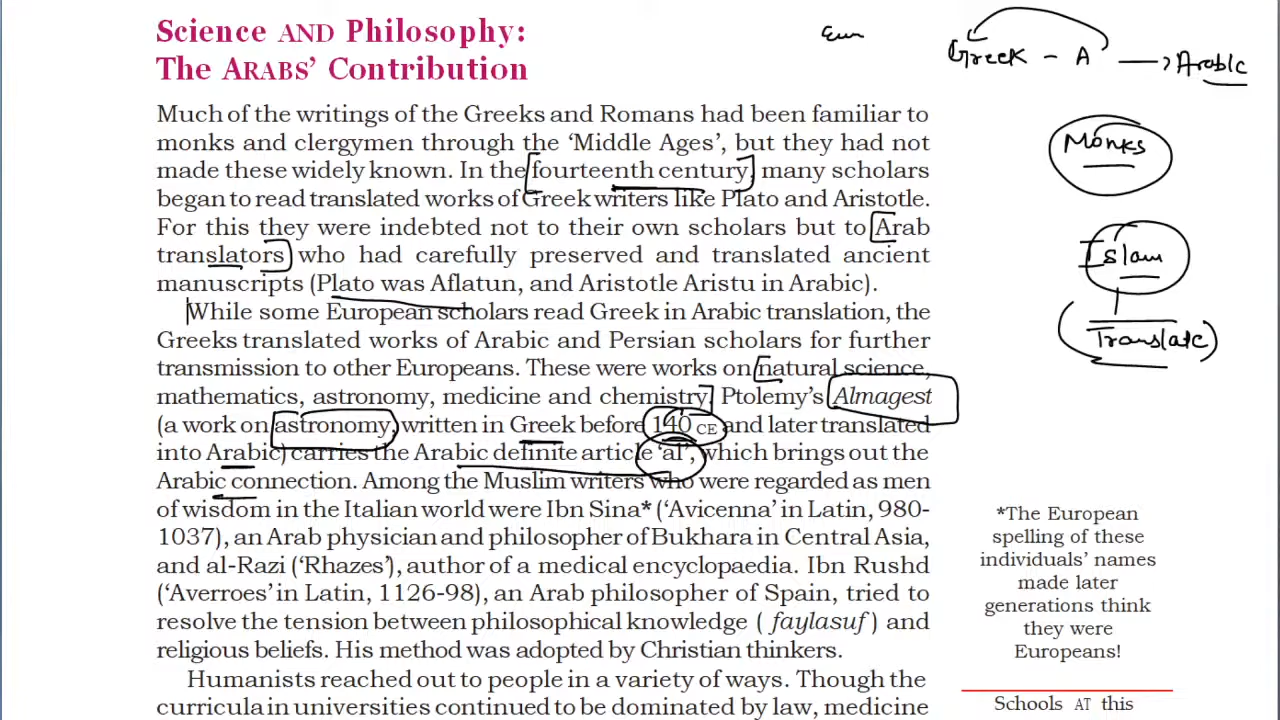 Science AND Philosophy:
The ARABS' Contribution
Much of the writings of the Greeks and Romans had been familiar to
monks and clergymen through the 'Middle Ages', but they had not
made these widely known. In the fourteenth century, many scholars
began to read translated works of Greek writers like Plato and Aristotle.
For this they were indebted not to their own scholars but to Arab
translators who had carefully preserved and translated ancient
manuscripts (Plato was Aflatun, and Aristotle Aristu in Arabic).
While some European scholars read Greek in Arabic translation, the
Greeks translated works of Arabic and Persian scholars for further
transmission to other Europeans. These were works on natural science,
mathematics, astronomy, medicine and chemistry. Ptolemy's Almagest
(a work on astronomy, written in Greek before 140 CE and later translated
into Arabic) carries the Arabic definite article 'al', which brings out the
Arabic connection. Among the Muslim writers who were regarded as men
of wisdom in the Italian world were Ibn Sina* ('Avicenna' in Latin, 980-
1037), an Arab physician and philosopher of Bukhara in Central Asia,
and al-Razi ('Rhazes'), author of a medical encyclopaedia. Ibn Rushd
('Averroes' in Latin, 1126-98), an Arab philosopher of Spain, tried to
resolve the tension between philosophical knowledge ( faylasuf ) and
religious beliefs. His method was adopted by Christian thinkers.
Humanists reached out to people in a variety of ways. Though the
curricula in universities continued to be dominated by law, medicine
Eur
Greek - A → Arabic
Monks
Islam
Translate
*The European
spelling of these
individuals' names
made later
generations think
they were
Europeans!
Schools AT this